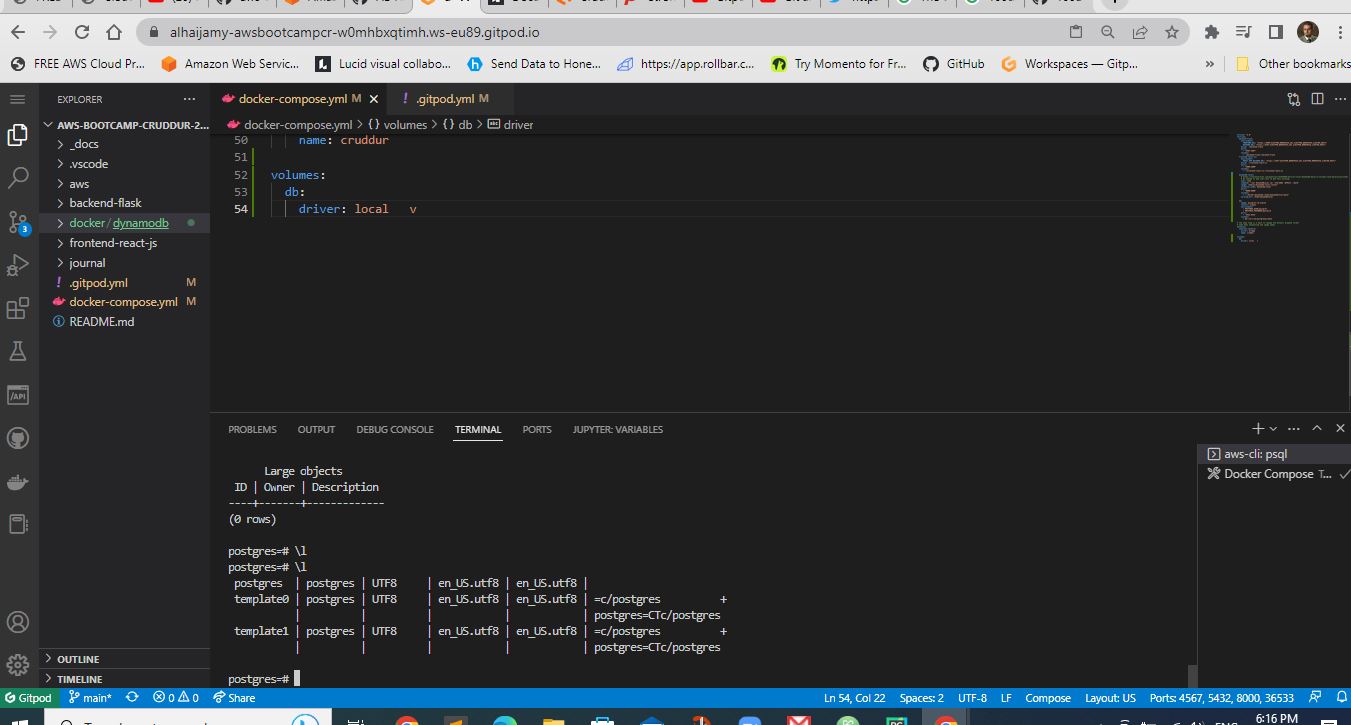 alhaijamy-awsbootcampcr-w0mhbxqtimh.ws-eu89.gitpod.io
FREE AWS Cloud Pr... Amazon Web Servic... Lucid visual collabo... Send Data to Hone... https://app.rollbar.c... Try Momento for Fr... GitHub Workspaces — Gitp... » Other bookmarks
EXPLORER ... docker-compose.yml M × ! .gitpod.yml M
AWS-BOOTCAMP-CRUDDUR-2... docker-compose.yml > {} volumes > {} db > abc driver
_docs
.vscode
aws
backend-flask
docker / dynamodb
frontend-react-js
journal
! .gitpod.yml M
docker-compose.yml M
README.md
3
/API
50 name: cruddur
51
52 volumes:
53 db:
54 driver: local v
PROBLEMS OUTPUT DEBUG CONSOLE TERMINAL PORTS JUPYTER: VARIABLES
aws-cli: psql
Docker Compose T...
Large objects
ID | Owner | Description
----+-------+-------------
(0 rows)
postgres=# \l
postgres=# \l
postgres | postgres | UTF8 | en_US.utf8 | en_US.utf8 |
template0 | postgres | UTF8 | en_US.utf8 | en_US.utf8 | =c/postgres +
| | | | | postgres=CTc/postgres
template1 | postgres | UTF8 | en_US.utf8 | en_US.utf8 | =c/postgres +
| | | | | postgres=CTc/postgres
postgres=#
OUTLINE
TIMELINE
Gitpod main* 0 0 Share Ln 54, Col 22 Spaces: 2 UTF-8 LF Compose Layout: US Ports: 4567, 5432, 8000, 36533
6:16 PM